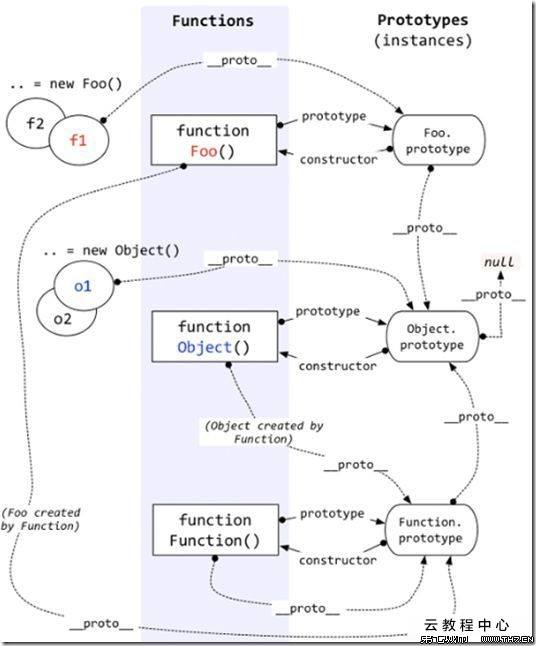 Functions
Prototypes
(instances)
__proto__
.. = new Foo()
f2
f1
function
Foo()
prototype
constructor
Foo.
prototype
__proto__
.. = new Object()
__proto__
null
__proto__
o1
o2
function
Object()
prototype
constructor
Object.
prototype
(Object created by
Function)
__proto__
__proto__
(Foo created
by Function)
function
Function()
prototype
constructor
Function.
prototype
__proto__
__proto__
云教程中心